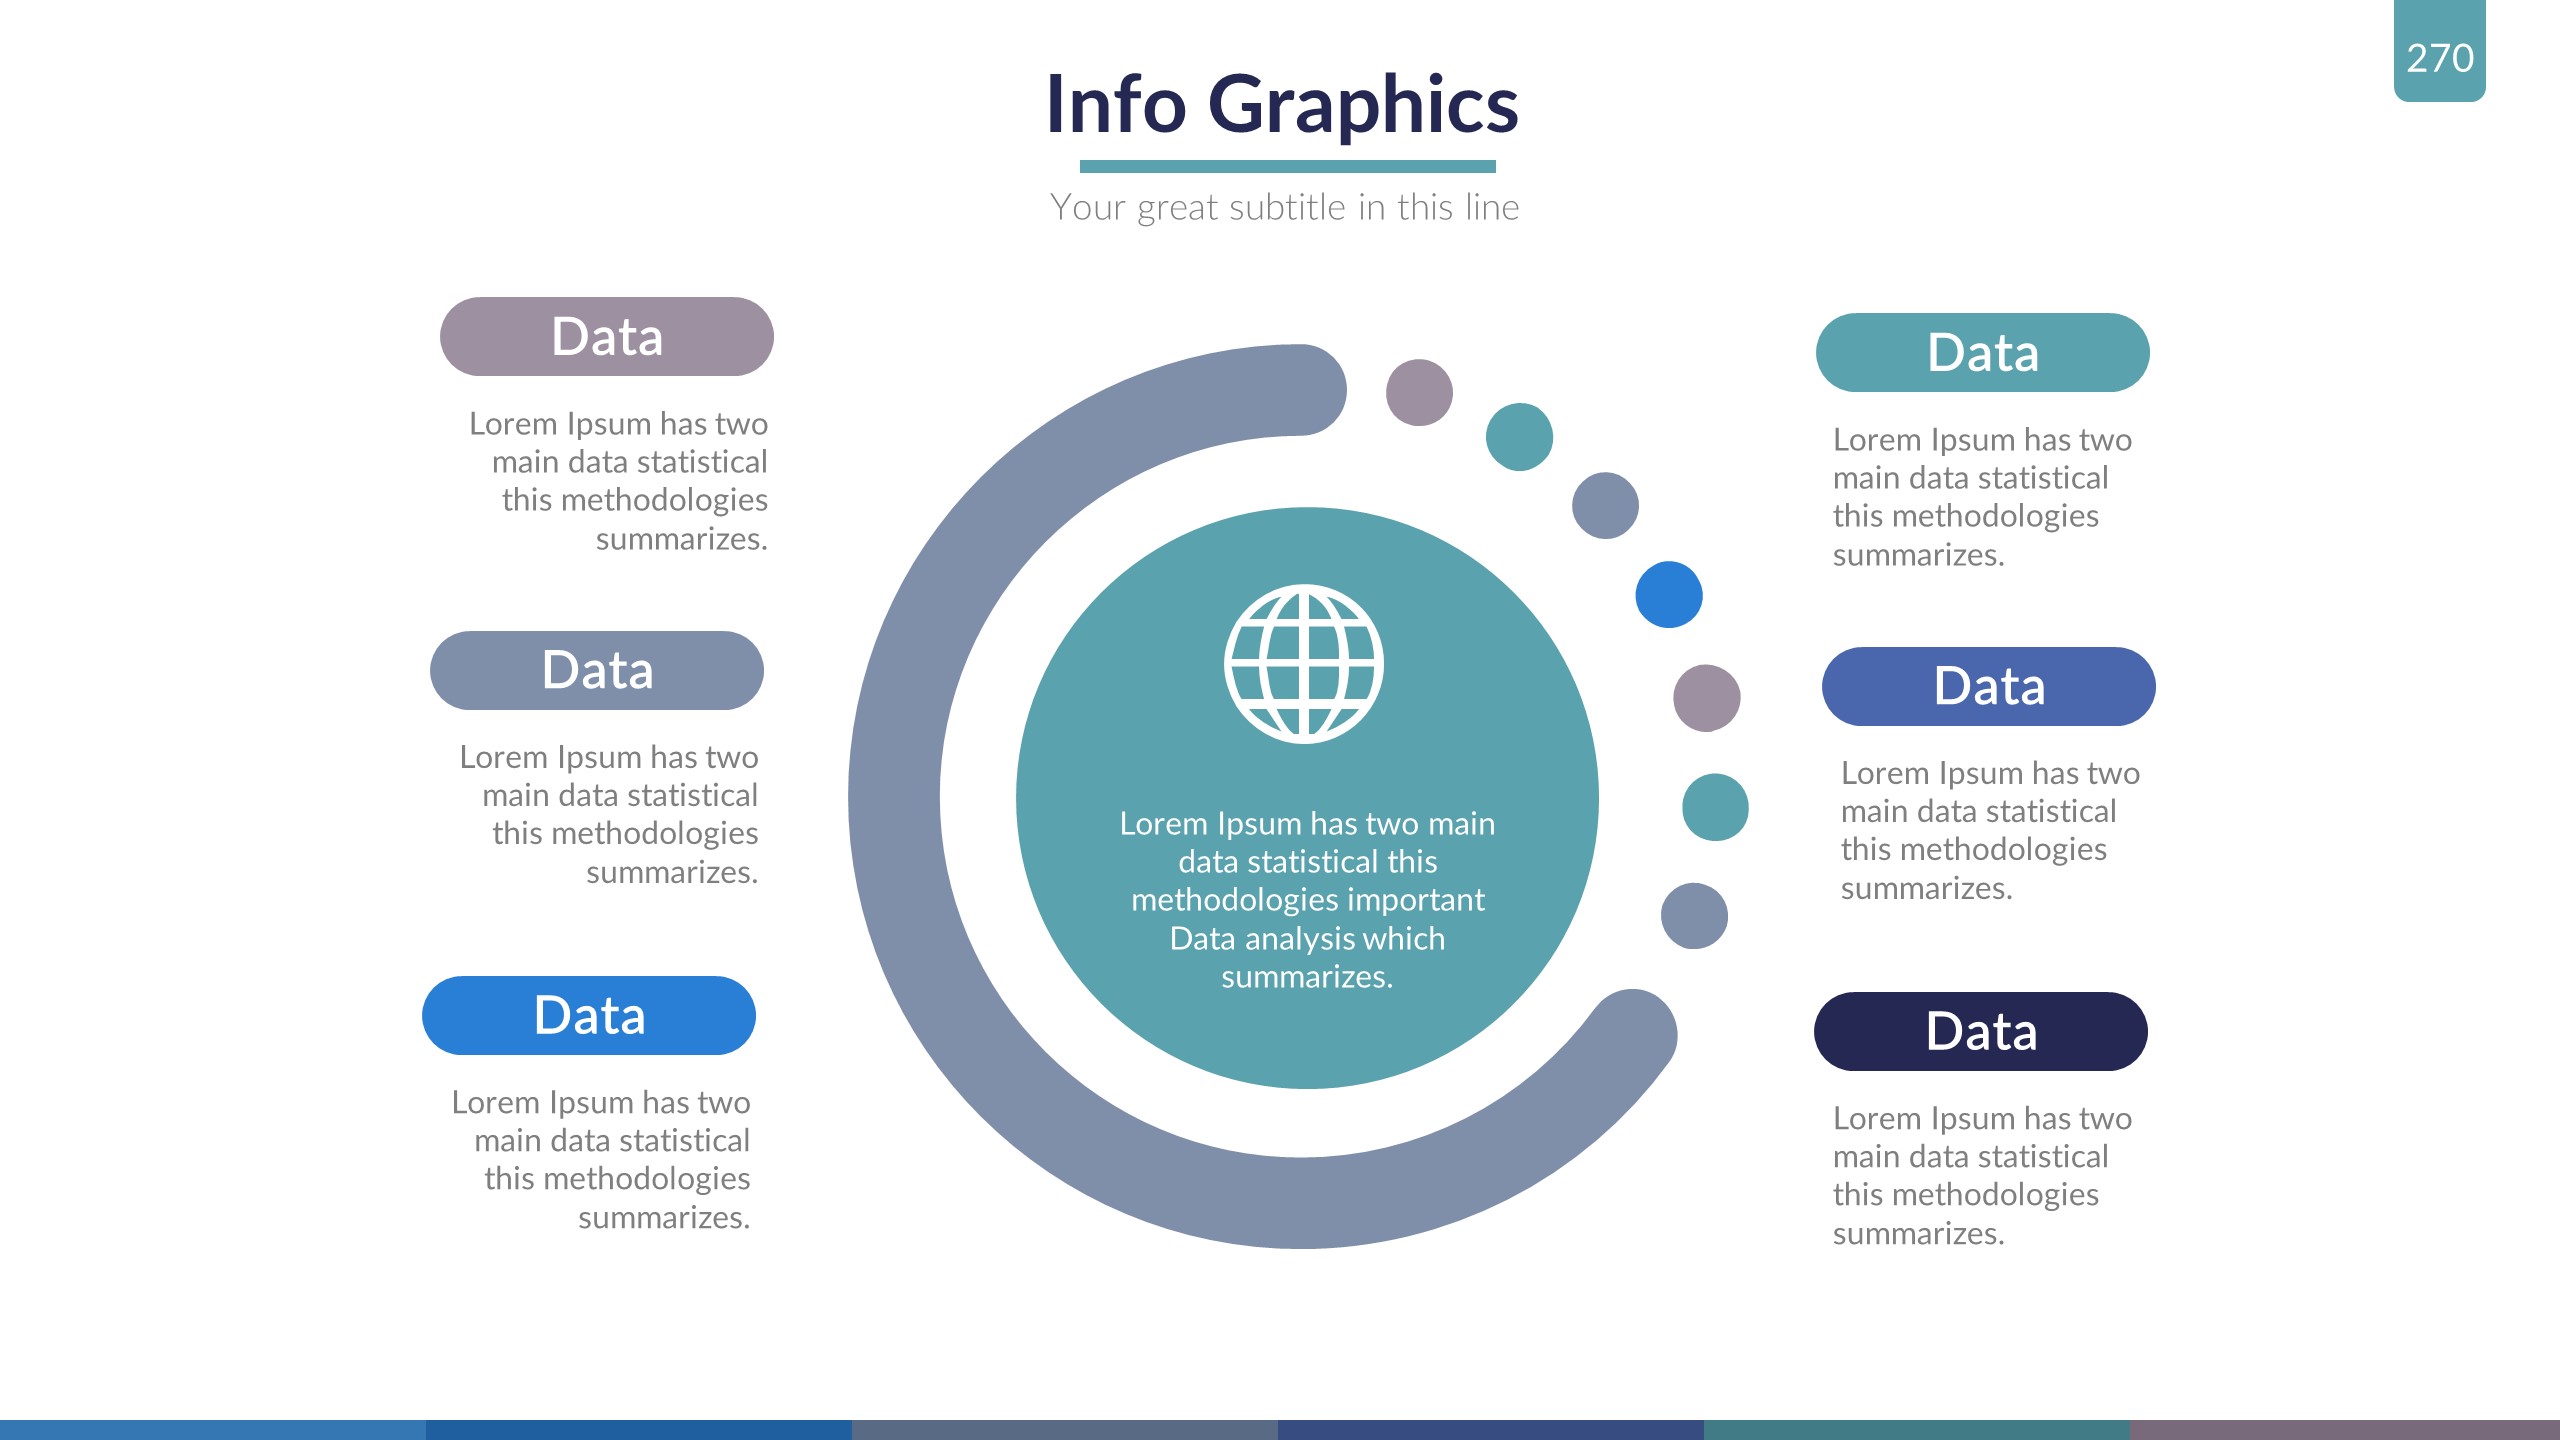 270
Info Graphics
Your great subtitle in this line
Data
Lorem Ipsum has two
main data statistical
this methodologies
summarizes.
Data
Lorem Ipsum has two
main data statistical
this methodologies
summarizes.
Data
Lorem Ipsum has two
main data statistical
this methodologies
summarizes.
Lorem Ipsum has two main
data statistical this
methodologies important
Data analysis which
summarizes.
Data
Lorem Ipsum has two
main data statistical
this methodologies
summarizes.
Data
Lorem Ipsum has two
main data statistical
this methodologies
summarizes.
Data
Lorem Ipsum has two
main data statistical
this methodologies
summarizes.